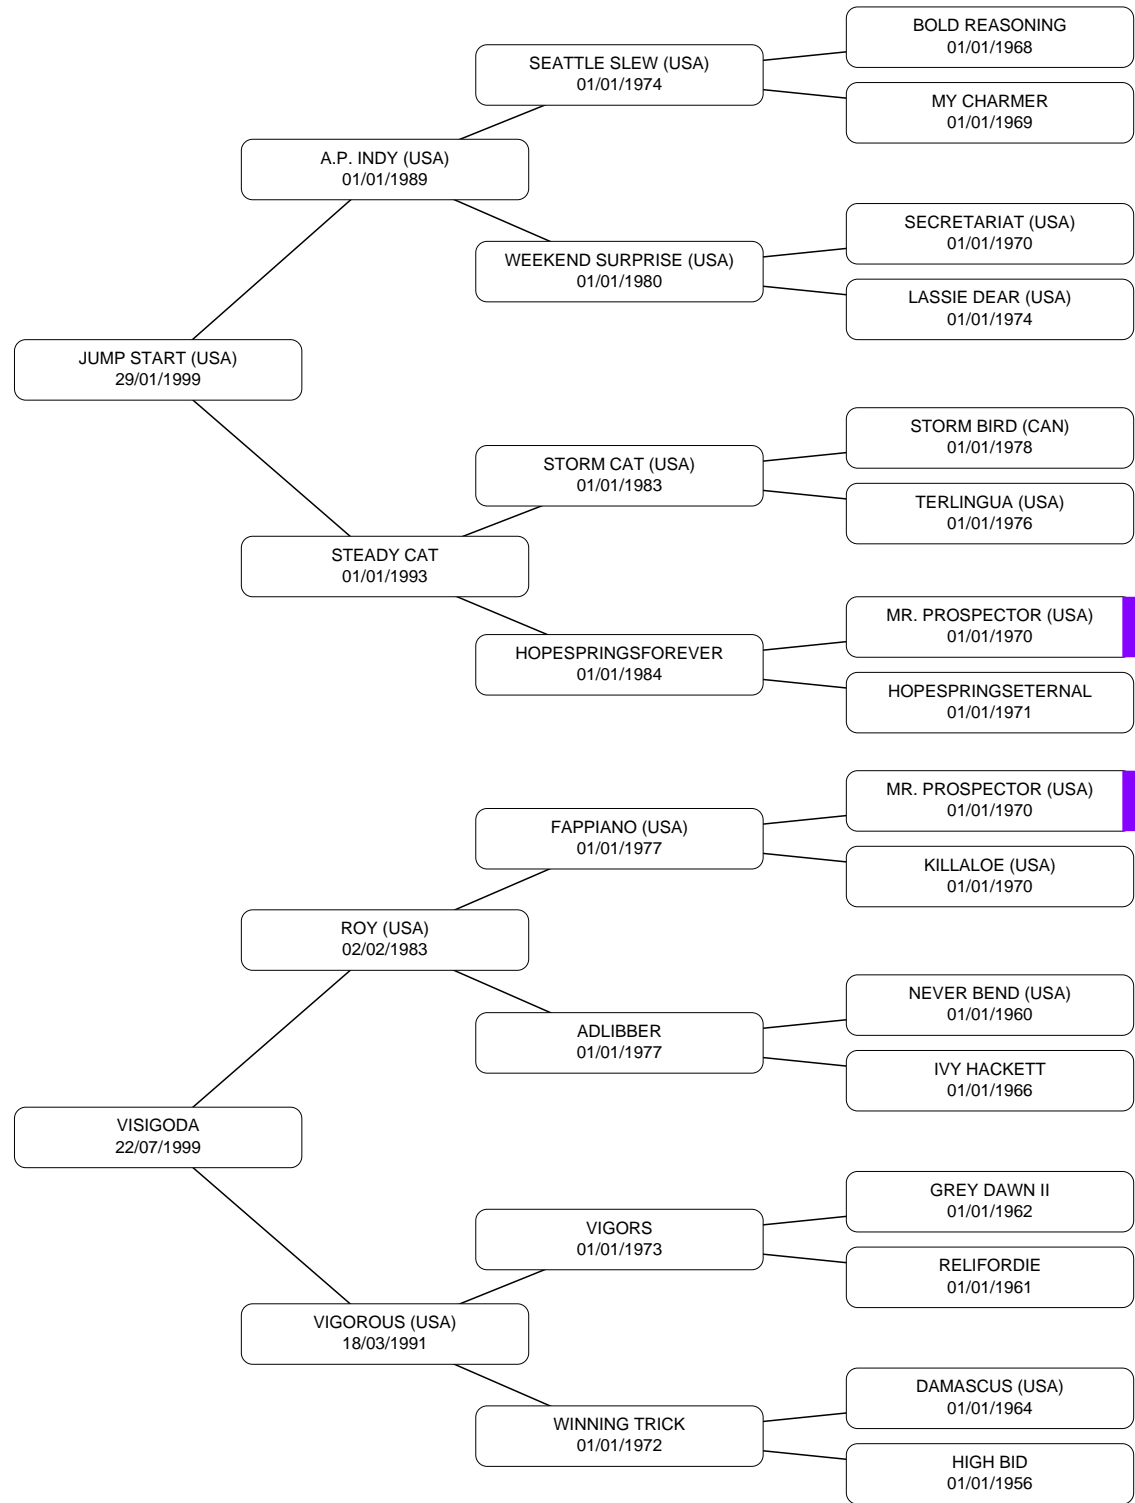 BOLD REASONING
01/01/1968
SEATTLE SLEW (USA)
01/01/1974
MY CHARMER
01/01/1969
A.P. INDY (USA)
01/01/1989
SECRETARIAT (USA)
01/01/1970
WEEKEND SURPRISE (USA)
01/01/1980
LASSIE DEAR (USA)
01/01/1974
JUMP START (USA)
29/01/1999
STORM BIRD (CAN)
01/01/1978
STORM CAT (USA)
01/01/1983
TERLINGUA (USA)
01/01/1976
STEADY CAT
01/01/1993
MR. PROSPECTOR (USA)
01/01/1970
HOPESPRINGSFOREVER
01/01/1984
HOPESPRINGSETERNAL
01/01/1971
MR. PROSPECTOR (USA)
01/01/1970
FAPPIANO (USA)
01/01/1977
KILLALOE (USA)
01/01/1970
ROY (USA)
02/02/1983
NEVER BEND (USA)
01/01/1960
ADLIBBER
01/01/1977
IVY HACKETT
01/01/1966
VISIGODA
22/07/1999
GREY DAWN II
01/01/1962
VIGORS
01/01/1973
RELIFORDIE
01/01/1961
VIGOROUS (USA)
18/03/1991
DAMASCUS (USA)
01/01/1964
WINNING TRICK
01/01/1972
HIGH BID
01/01/1956